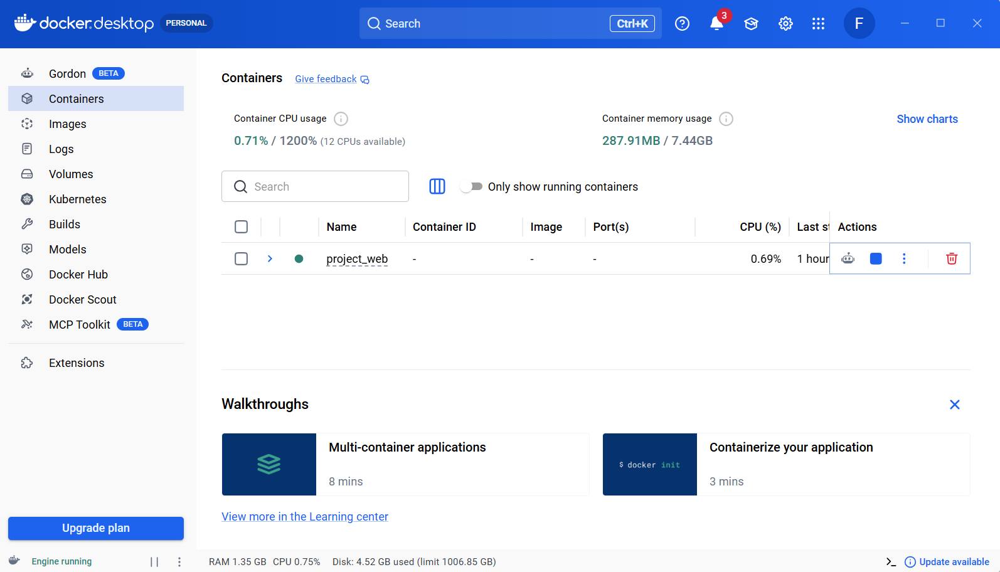 docker.desktop PERSONAL Search Ctrl+K 3 F
Gordon BETA
Containers
Images
Logs
Volumes
Kubernetes
Builds
Models
Docker Hub
Docker Scout
MCP Toolkit BETA
Extensions
Upgrade plan
Containers Give feedback
Container CPU usage
0.71% / 1200% (12 CPUs available)
Container memory usage
287.91MB / 7.44GB
Show charts
Search
Only show running containers
Name Container ID Image Port(s) CPU (%) Last st Actions
project_web - - - 0.69% 1 hour
Walkthroughs
Multi-container applications
8 mins
$ docker init
Containerize your application
3 mins
View more in the Learning center
Engine running RAM 1.35 GB CPU 0.75% Disk: 4.52 GB used (limit 1006.85 GB) >_ Update available